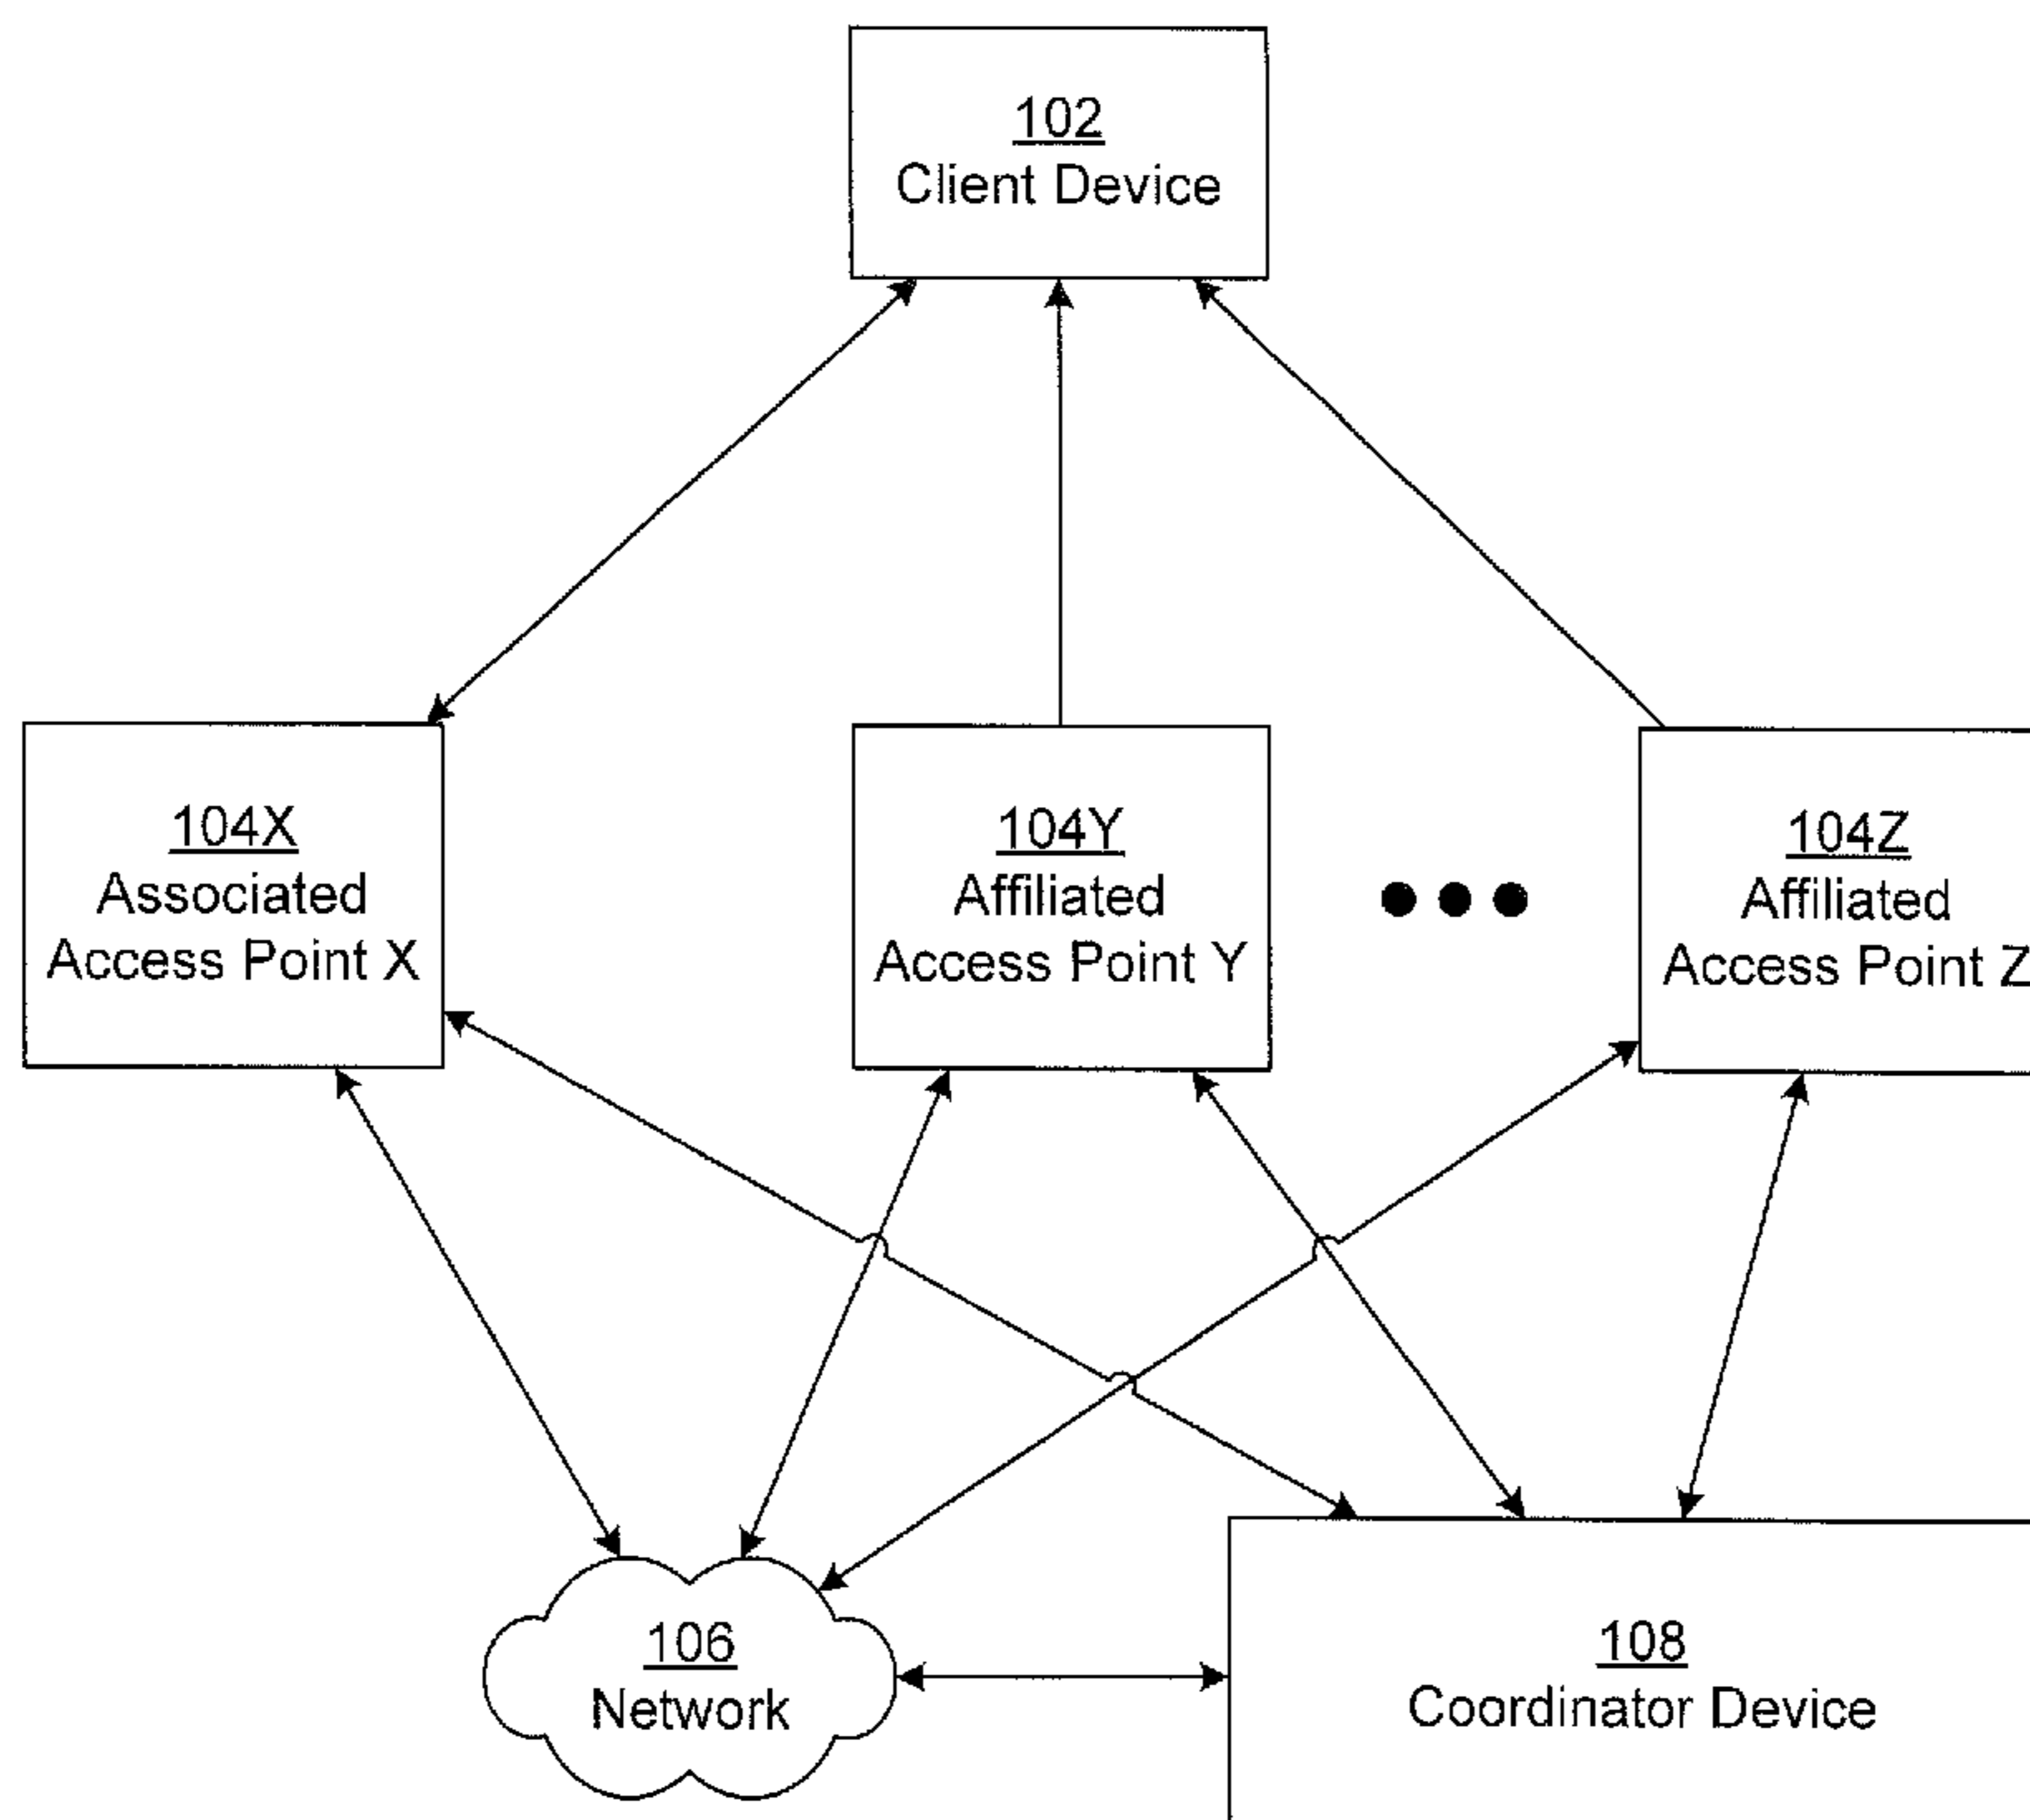 102
Client Device
104X
Associated
Access Point X
104Y
Affiliated
Access Point Y
104Z
Affiliated
Access Point Z
106
Network
108
Coordinator Device